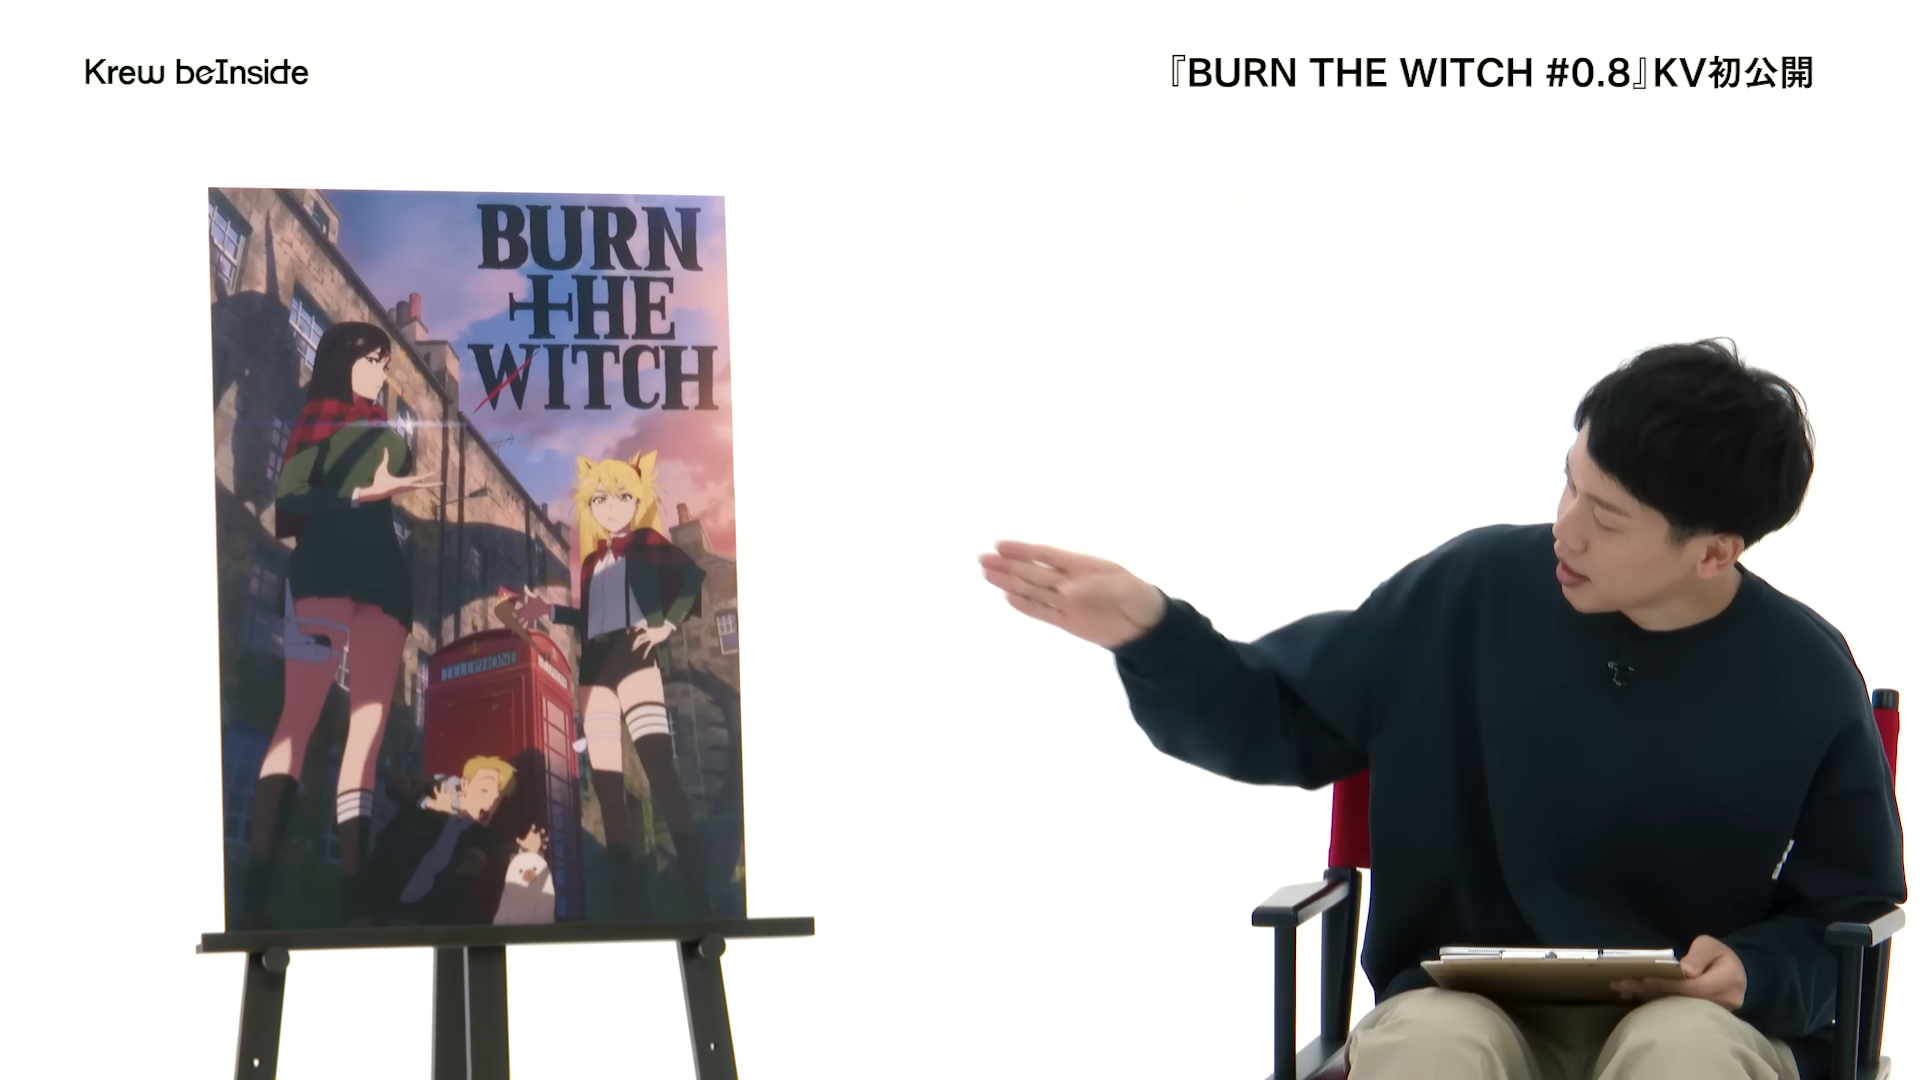 Krew beInside
『BURN THE WITCH #0.8』KV初公開
BURN
THE
WITCH
TELEPHONE